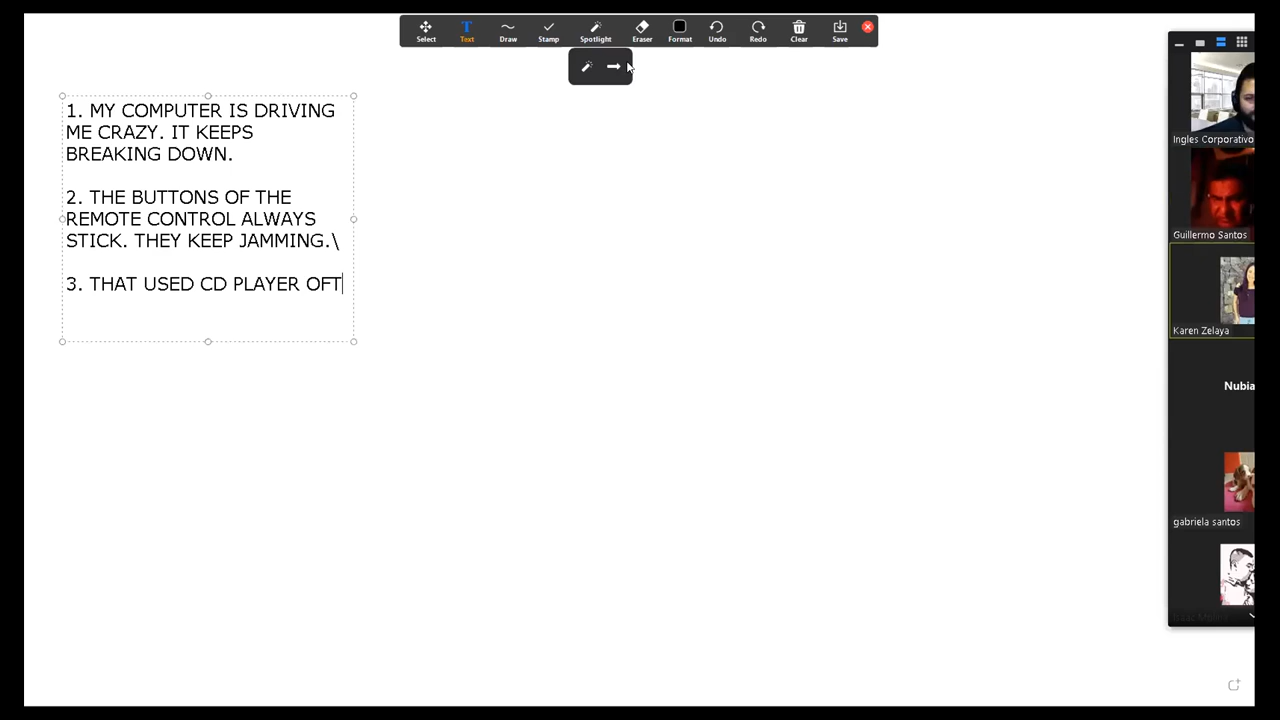 Select Text Draw Stamp Spotlight Eraser Format Undo Redo Clear Save
1. MY COMPUTER IS DRIVING
ME CRAZY. IT KEEPS
BREAKING DOWN.
2. THE BUTTONS OF THE
REMOTE CONTROL ALWAYS
STICK. THEY KEEP JAMMING.\
3. THAT USED CD PLAYER OFT
Ingles Corporativo
Guillermo Santos
Karen Zelaya
Nubia
gabriela santos